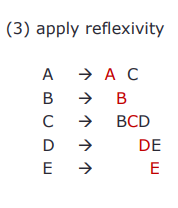 (3) apply reflexivity
A → A C
B → B
C → BCD
D → DE
E → E